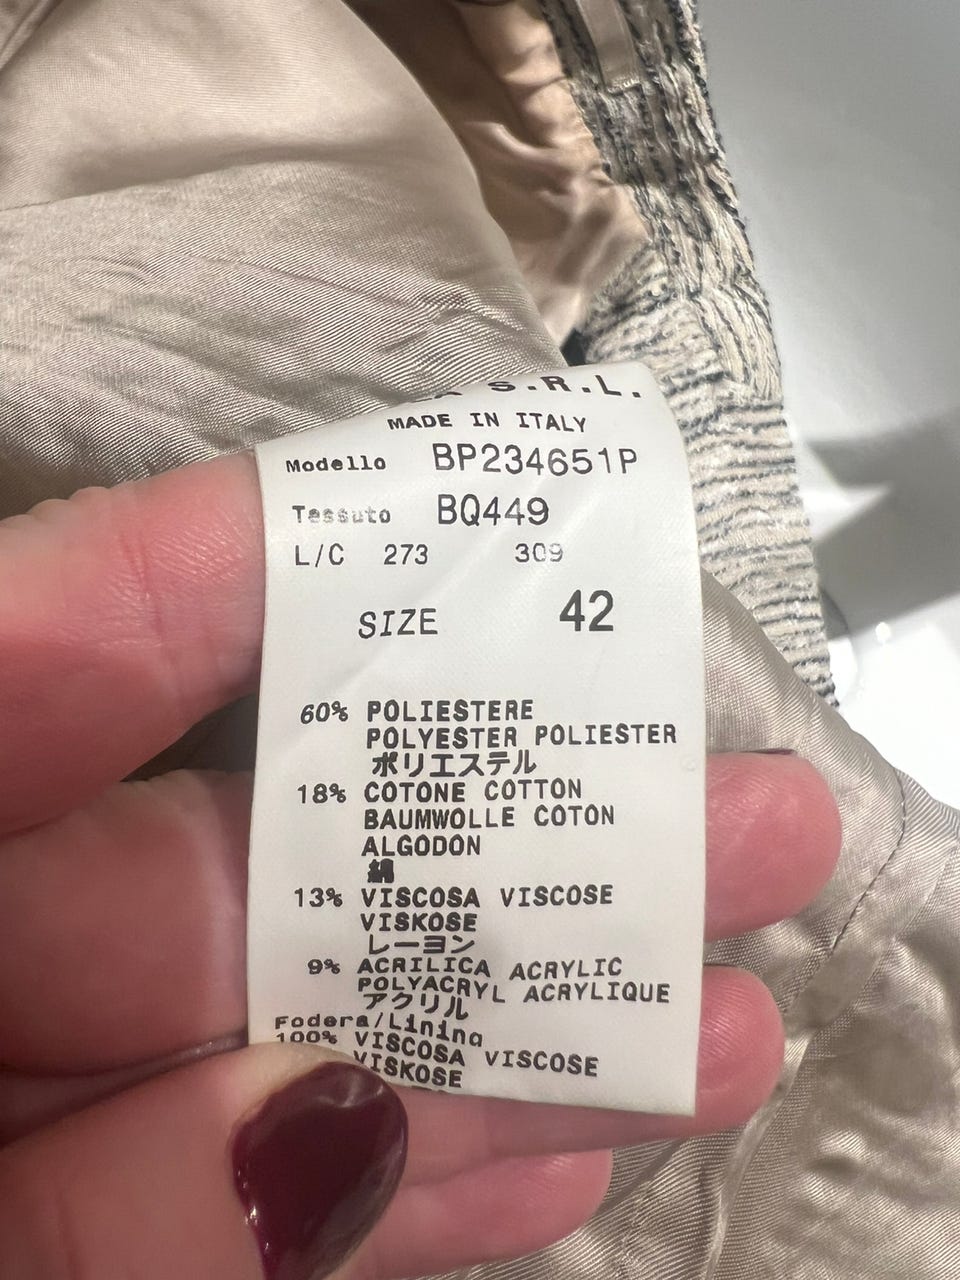 S.R.L.
MADE IN ITALY
Modello BP234651P
Tessuto BQ449
L/C 273 309
SIZE 42
60% POLIESTERE
POLYESTER POLIESTER
ポリエステル
18% COTONE COTTON
BAUMWOLLE COTON
ALGODON
綿
13% VISCOSA VISCOSE
VISKOSE
レーヨン
9% ACRILICA ACRYLIC
POLYACRYL ACRYLIQUE
アクリル
Fodera/Lining
100% VISCOSA VISCOSE
VISKOSE